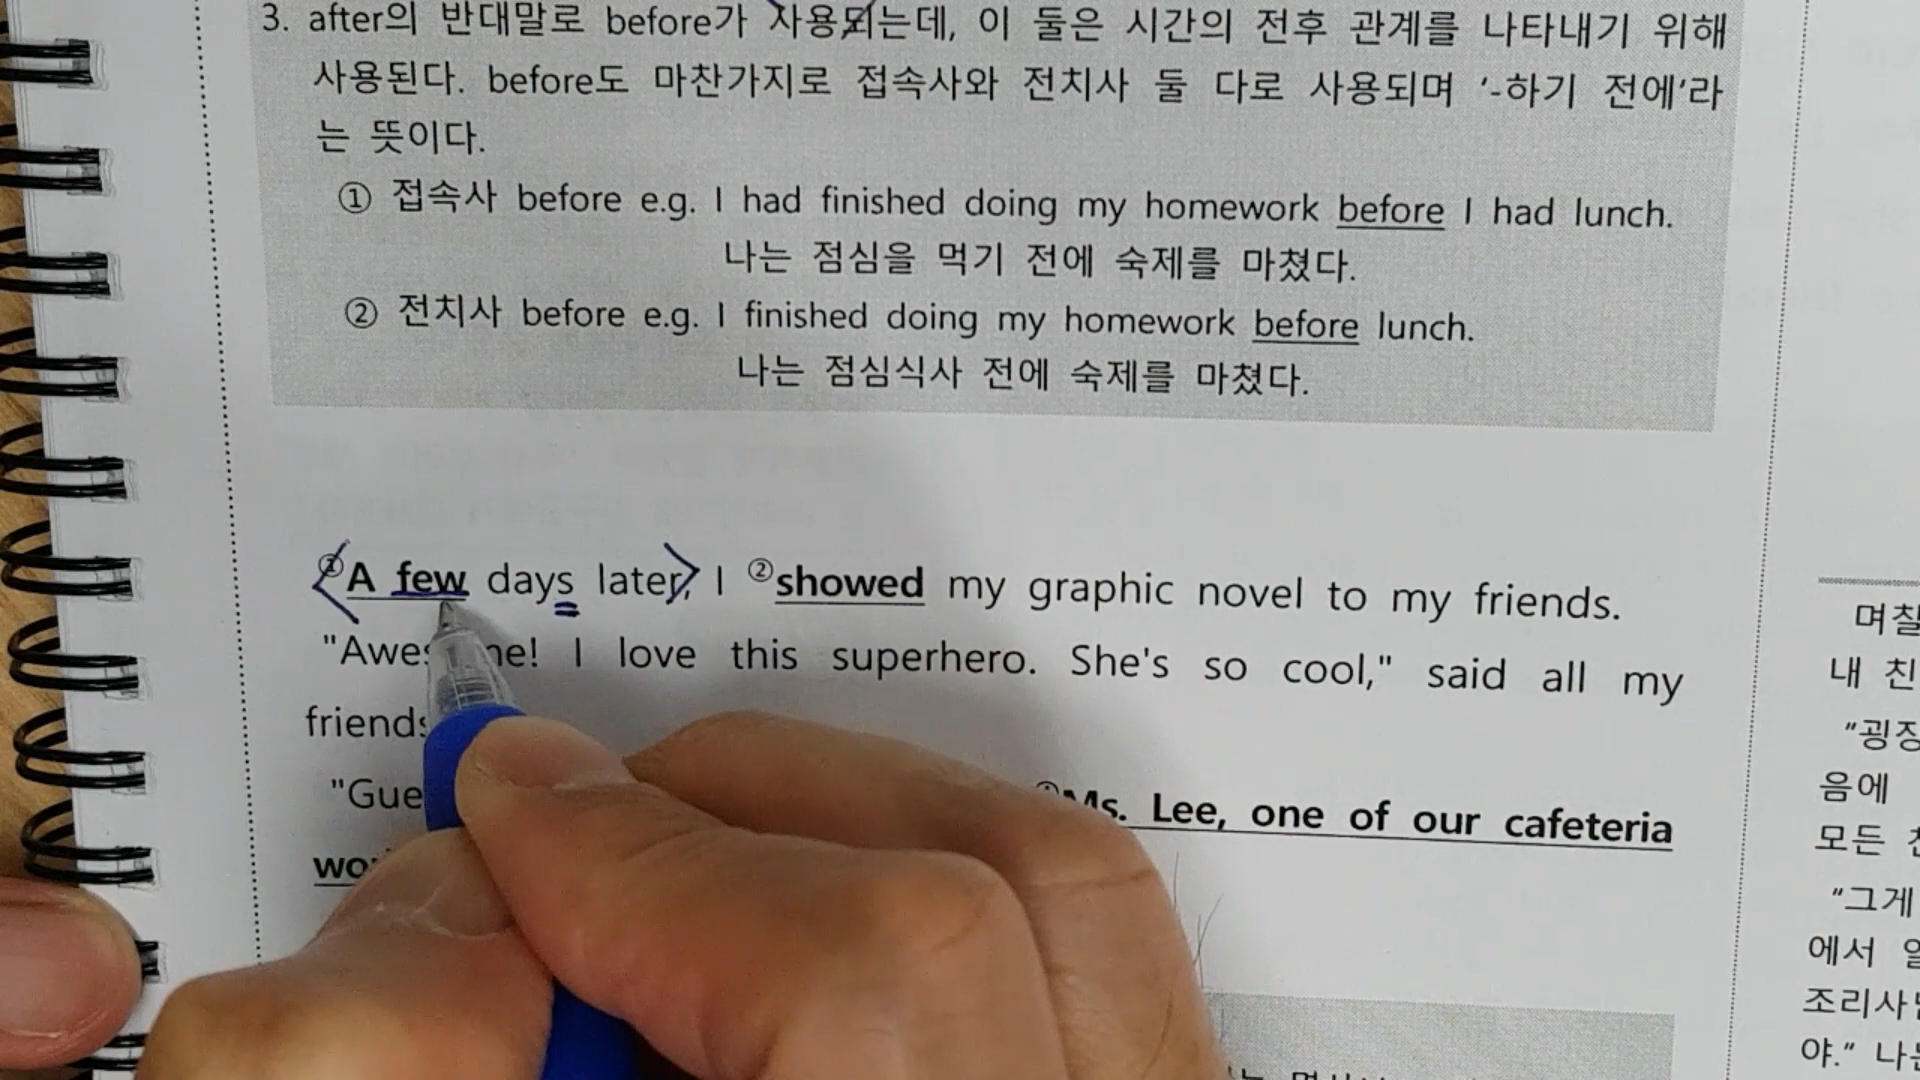 3. after의 반대말로 before가 사용되는데, 이 둘은 시간의 전후 관계를 나타내기 위해
사용된다. before도 마찬가지로 접속사와 전치사 둘 다로 사용되며 '-하기 전에'라
는 뜻이다.
① 접속사 before e.g. I had finished doing my homework before I had lunch.
나는 점심을 먹기 전에 숙제를 마쳤다.
② 전치사 before e.g. I finished doing my homework before lunch.
나는 점심식사 전에 숙제를 마쳤다.
①A few days later, I ②showed my graphic novel to my friends.
I love this superhero. She's so cool," said all my
Ms. Lee, one of our cafeteria
며칠
내 친
"굉장
음에
모든
"그게
에서
조리사
야." 나